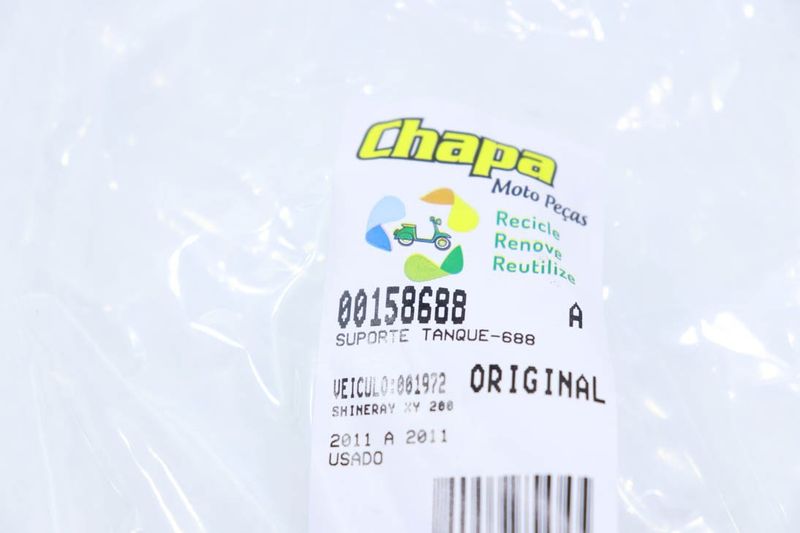 Chapa
Moto Peças
Recicle
Renove
Reutilize
00158688 A
SUPORTE TANQUE-688
VEICULO:001972 ORIGINAL
SHINERAY XY 200
2011 A 2011
USADO